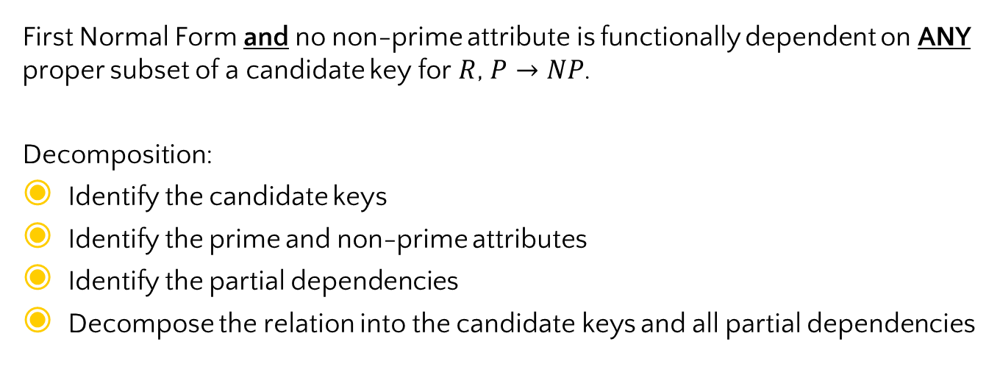 First Normal Form and no non-prime attribute is functionally dependent on ANY
proper subset of a candidate key for R, P → NP.
Decomposition:
Identify the candidate keys
Identify the prime and non-prime attributes
Identify the partial dependencies
Decompose the relation into the candidate keys and all partial dependencies